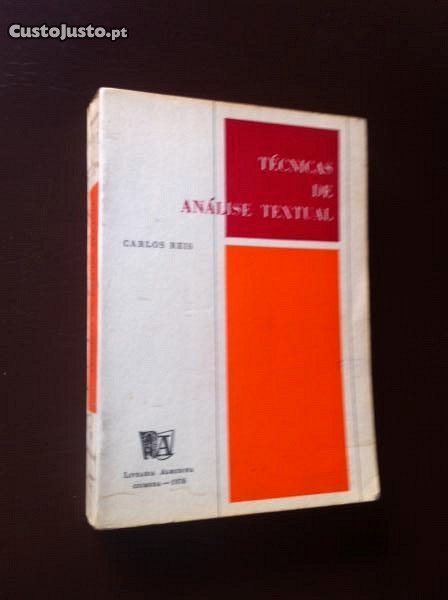 CustoJusto.pt
TÉCNICAS
DE
ANÁLISE TEXTUAL
CARLOS REIS
LIVRARIA ALMEDINA
COIMBRA — 1976